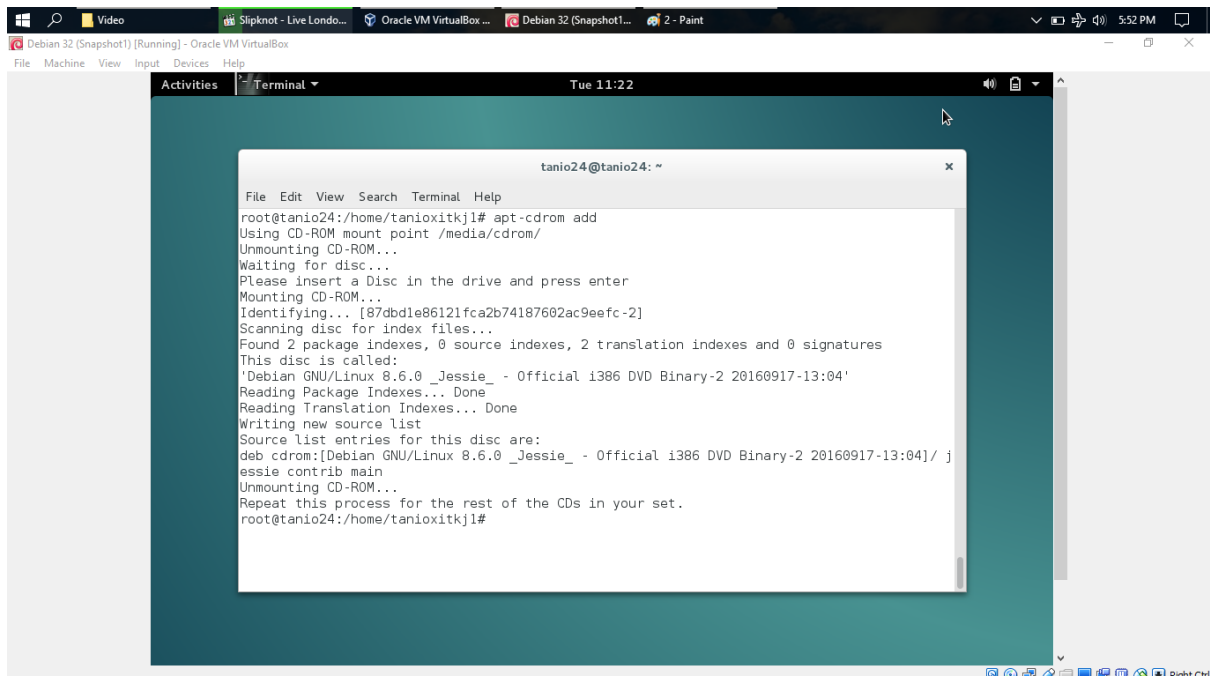 Video
Slipknot - Live Londo...
Oracle VM VirtualBox ...
Debian 32 (Snapshot1...
2 - Paint
5:52 PM
Debian 32 (Snapshot1) [Running] - Oracle VM VirtualBox
File Machine View Input Devices Help
Activities Terminal Tue 11:22
tanio24@tanio24: ~
File Edit View Search Terminal Help
root@tanio24:/home/tanioxitkj1# apt-cdrom add
Using CD-ROM mount point /media/cdrom/
Unmounting CD-ROM...
Waiting for disc...
Please insert a Disc in the drive and press enter
Mounting CD-ROM...
Identifying... [87dbd1e86121fca2b74187602ac9eefc-2]
Scanning disc for index files...
Found 2 package indexes, 0 source indexes, 2 translation indexes and 0 signatures
This disc is called:
'Debian GNU/Linux 8.6.0 _Jessie_ - Official i386 DVD Binary-2 20160917-13:04'
Reading Package Indexes... Done
Reading Translation Indexes... Done
Writing new source list
Source list entries for this disc are:
deb cdrom:[Debian GNU/Linux 8.6.0 _Jessie_ - Official i386 DVD Binary-2 20160917-13:04]/ j
essie contrib main
Unmounting CD-ROM...
Repeat this process for the rest of the CDs in your set.
root@tanio24:/home/tanioxitkj1#
Right Ctrl